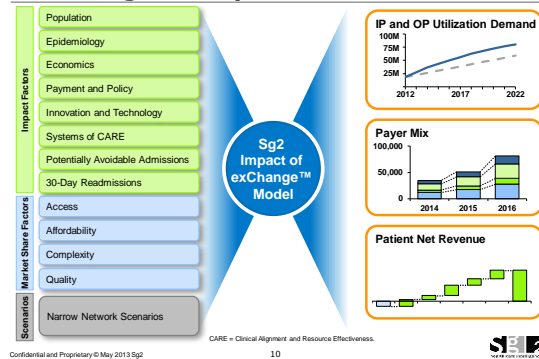 Impact Factors
Population
Epidemiology
Economics
Payment and Policy
Innovation and Technology
Systems of CARE
Potentially Avoidable Admissions
30-Day Readmissions
Market Share Factors
Access
Affordability
Complexity
Quality
Scenarios
Narrow Network Scenarios
Sg2
Impact of
exChange™
Model
IP and OP Utilization Demand
100M
75M
50M
25M
2012
2017
2022
Payer Mix
100,000
50,000
0
2014
2015
2016
Patient Net Revenue
CARE = Clinical Alignment and Resource Effectiveness.
Confidential and Proprietary © May 2013 Sg2
10